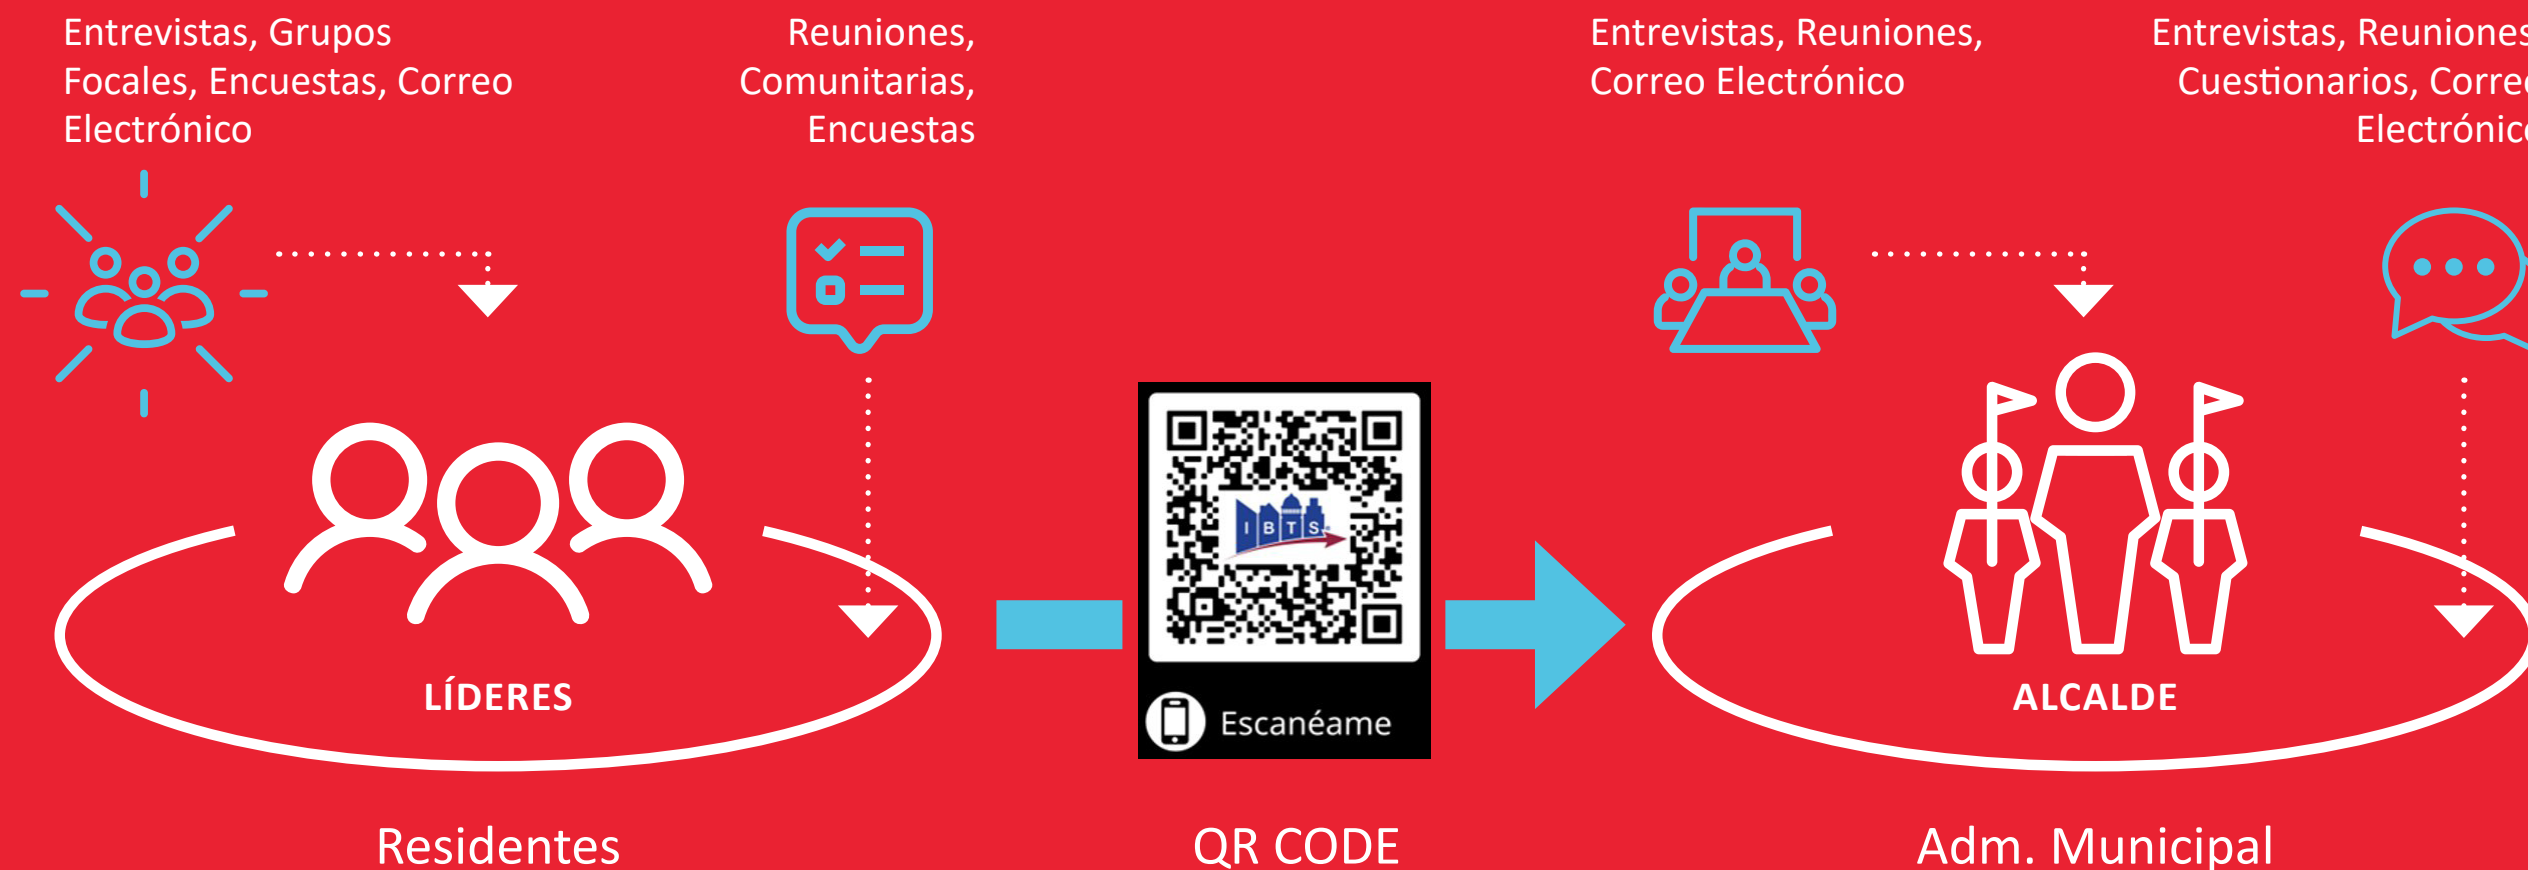 Entrevistas, Grupos
Focales, Encuestas, Correo
Electrónico
Reuniones,
Comunitarias,
Encuestas
Entrevistas, Reuniones,
Correo Electrónico
Entrevistas, Reuniones
Cuestionarios, Correo
Electrónico
IBTS
Escanéame
LÍDERES
ALCALDE
Residentes
QR CODE
Adm. Municipal